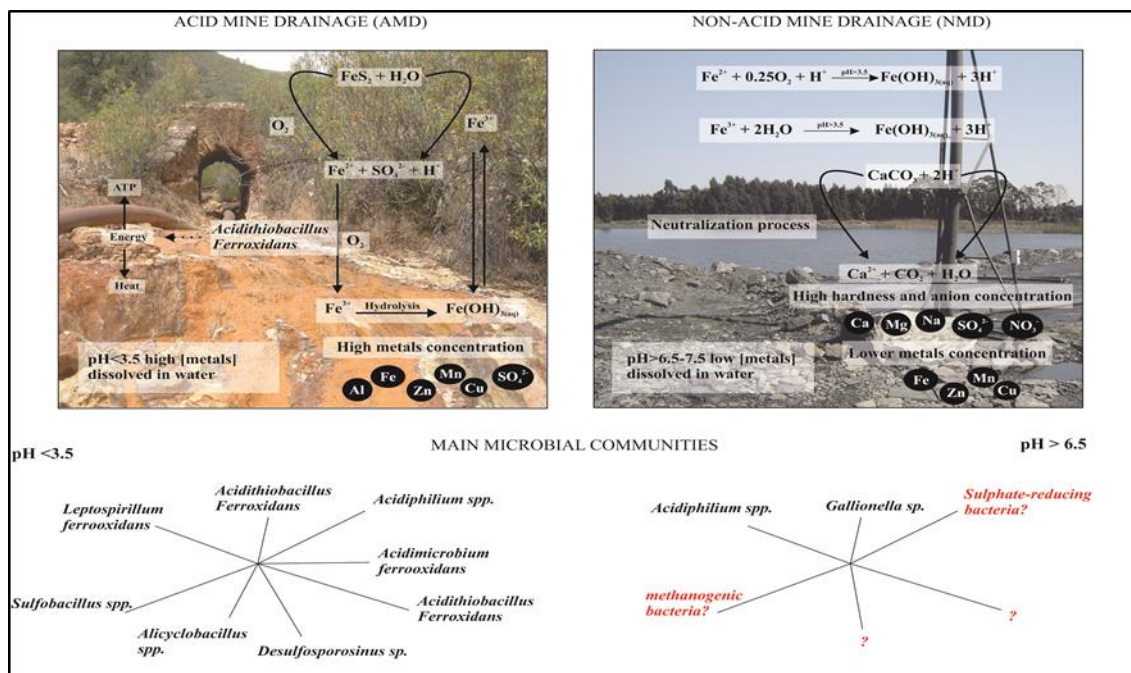 ACID MINE DRAINAGE (AMD)
NON-ACID MINE DRAINAGE (NMD)
FeS₂ + H₂O
O₂
Fe³⁺
Fe²⁺ + SO₃²⁻ + H⁺
ATP
Energy
Heat
Acidithiobacillus
Ferroxidans
O₂
Fe³⁺
Hydrolysis
Fe(OH)₃₍ₐq₎
High metals concentration
pH<3.5 high [metals]
dissolved in water
Al
Fe
Zn
Mn
Cu
SO₄²⁻
Fe²⁺ + 0.25O₂ + H⁺ pH>3.5 Fe(OH)₃₍ₐq₎ + 3H⁺
Fe³⁺ + 2H₂O pH>3.5 Fe(OH)₃₍ₐq₎ + 3H⁺
CaCO₃ + 2H⁺
Neutralization process
Ca²⁺ + CO₂ + H₂O
High hardness and anion concentration
Ca
Mg
Na
SO₄²⁻
NO₃⁻
pH>6.5-7.5 low [metals]
dissolved in water
Lower metals concentration
Fe
Zn
Mn
Cu
MAIN MICROBIAL COMMUNITIES
pH <3.5
pH > 6.5
Leptospirillum
ferrooxidans
Acidithiobacillus
Ferroxidans
Acidiphilium spp.
Acidimicrobium
ferrooxidans
Acidithiobacillus
Ferroxidans
Desulfosporosinus sp.
Alicyclobacillus
spp.
Sulfobacillus spp.
Acidiphilium spp.
Gallionella sp.
Sulphate-reducing
bacteria?
methanogenic
bacteria?
?
?